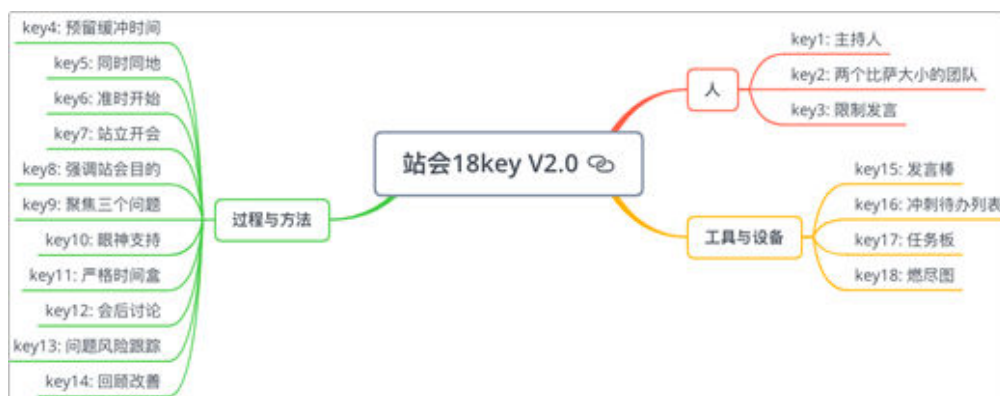 站会18key V2.0
人
key1: 主持人
key2: 两个比萨大小的团队
key3: 限制发言
过程与方法
key4: 预留缓冲时间
key5: 同时同地
key6: 准时开始
key7: 站立开会
key8: 强调站会目的
key9: 聚焦三个问题
key10: 眼神支持
key11: 严格时间盒
key12: 会后讨论
key13: 问题风险跟踪
key14: 回顾改善
工具与设备
key15: 发言棒
key16: 冲刺待办列表
key17: 任务板
key18: 燃尽图